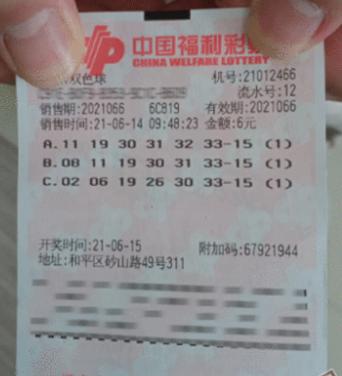 中国福利彩
CHINA WELFARE LOTTERY
双色球 机号:21012466
流水号:12
销售期:2021066 6C819 有效期:2021066
销售时间:21-06-14 09:48:23 金额:6元
A.11 19 30 31 32 33-15 (1)
B.08 11 19 30 31 33-15 (1)
C.02 06 19 26 30 33-15 (1)
开奖时间:21-06-15 附加码:67921944
地址:和平区砂山路49号311